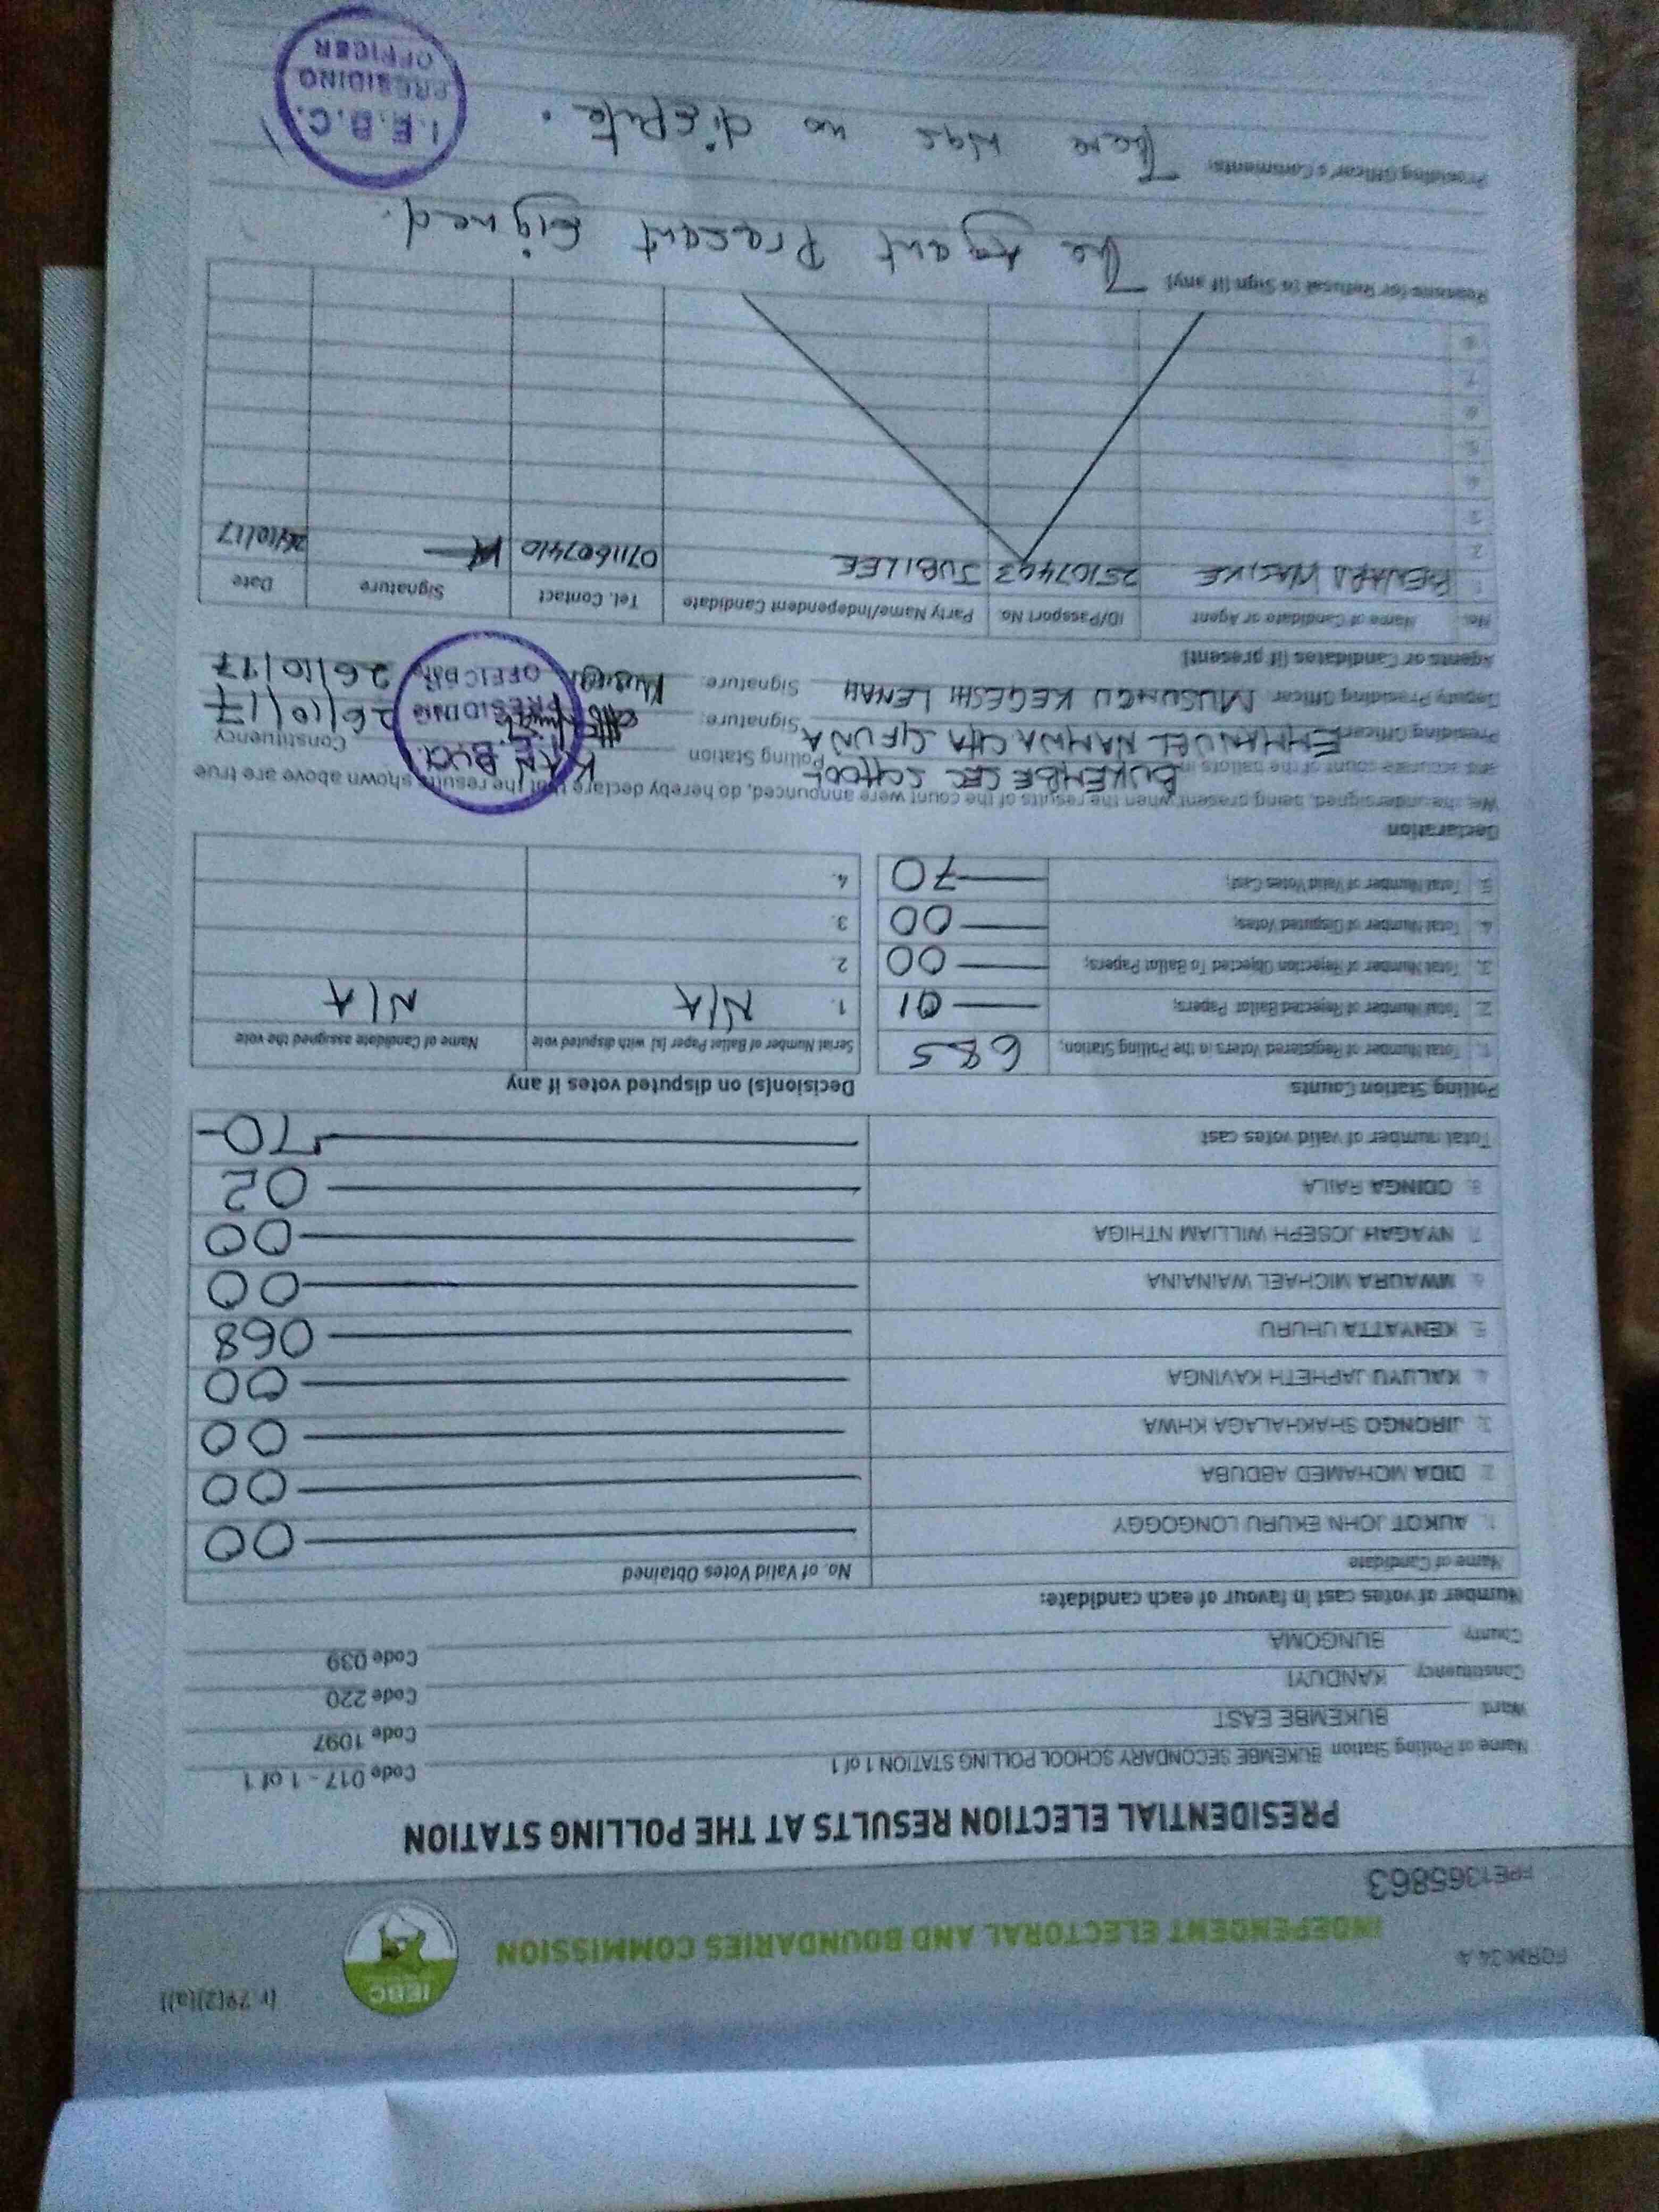 FORM 34 A
(r.79(2)(a))
INDEPENDENT ELECTORAL AND BOUNDARIES COMMISSION
IEBC
FPE1365863
PRESIDENTIAL ELECTION RESULTS AT THE POLLING STATION
Name of Polling Station BUKEMBE SECONDARY SCHOOL POLLING STATION 1 of 1 Code 017 - 1 of 1
Ward BUKEMBE EAST Code 1097
Constituency KANDUYI Code 220
County BUNGOMA Code 039
Number of votes cast in favour of each candidate:
Name of Candidate No. of Valid Votes Obtained
1. AUKOT JOHN EKURU LONGOGGY 00
2. DIDA MOHAMED ABDUBA 00
3. JIRONGO SHAKHALAGA KHWA 00
4. KALUYU JAPHETH KAVINGA 00
5. KENYATTA UHURU 068
6. MWAURA MICHAEL WAINAINA 00
7. NYAGAH JOSEPH WILLIAM NTHIGA 00
8. ODINGA RAILA 02
Total number of valid votes cast 70
Polling Station Counts
1. Total Number of Registered Voters in the Polling Station; 685
2. Total Number of Rejected Ballot Papers; 01
3. Total Number of Rejection Objected To Ballot Papers; 00
4. Total Number of Disputed Votes; 00
5. Total Number of Valid Votes Cast; 70
Decision(s) on disputed votes if any
Serial Number of Ballot Paper (s) with disputed vote Name of Candidate assigned the vote
1. N/A N/A
2.
3.
4.
Declaration
We, the undersigned, being present when the results of the count were announced, do hereby declare that the results shown above are true
and accurate count of the ballots in BUKEMBE SEC SCHOOL Polling Station KANDUYI Constituency
Presiding Officer: EMMANUEL NAMWACHA SIFUNA Signature: 26/10/17
Deputy Presiding Officer: MUSUNGU KEGESHI LENAH Signature: Date 26/10/17
I.E.B.C.
PRESIDING
OFFICER
Agents or Candidates (if present)
No. Name of Candidate or Agent ID/Passport No. Party Name/Independent Candidate Tel. Contact Signature Date
1. 25107443 JUBILEE 0711607410 26/10/17
2
3
4
5
6
7
8
Reasons for Refusal to Sign (if any) The Agent Present signed.
Presiding Officer's Comments: There was no dispute.
I.E.B.C.
PRESIDING
OFFICER